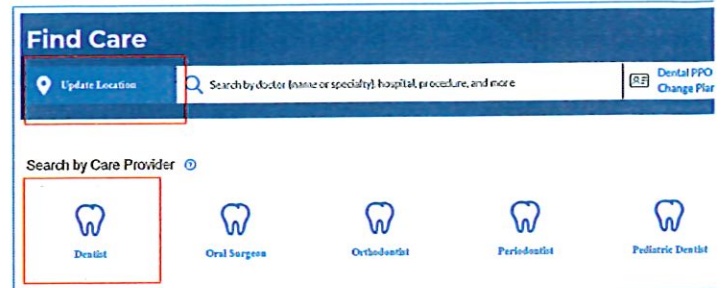 Find Care
Update Location
Search by doctor (name or specialty), hospital, procedure, and more
Dental PPO
Change Plan
Search by Care Provider
Dentist
Oral Surgeon
Orthodontist
Periodontist
Pediatric Dentist